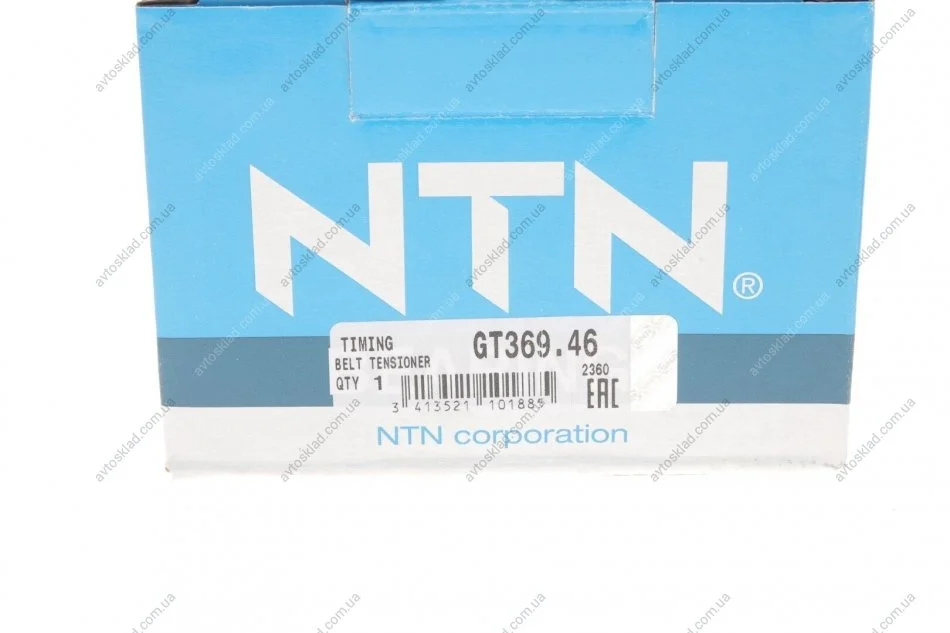 NTN®
TIMING GT369.46
BELT TENSIONER 2360
QTY 1 EAC
3 413521 101885
NTN corporation
avtosklad.com.ua